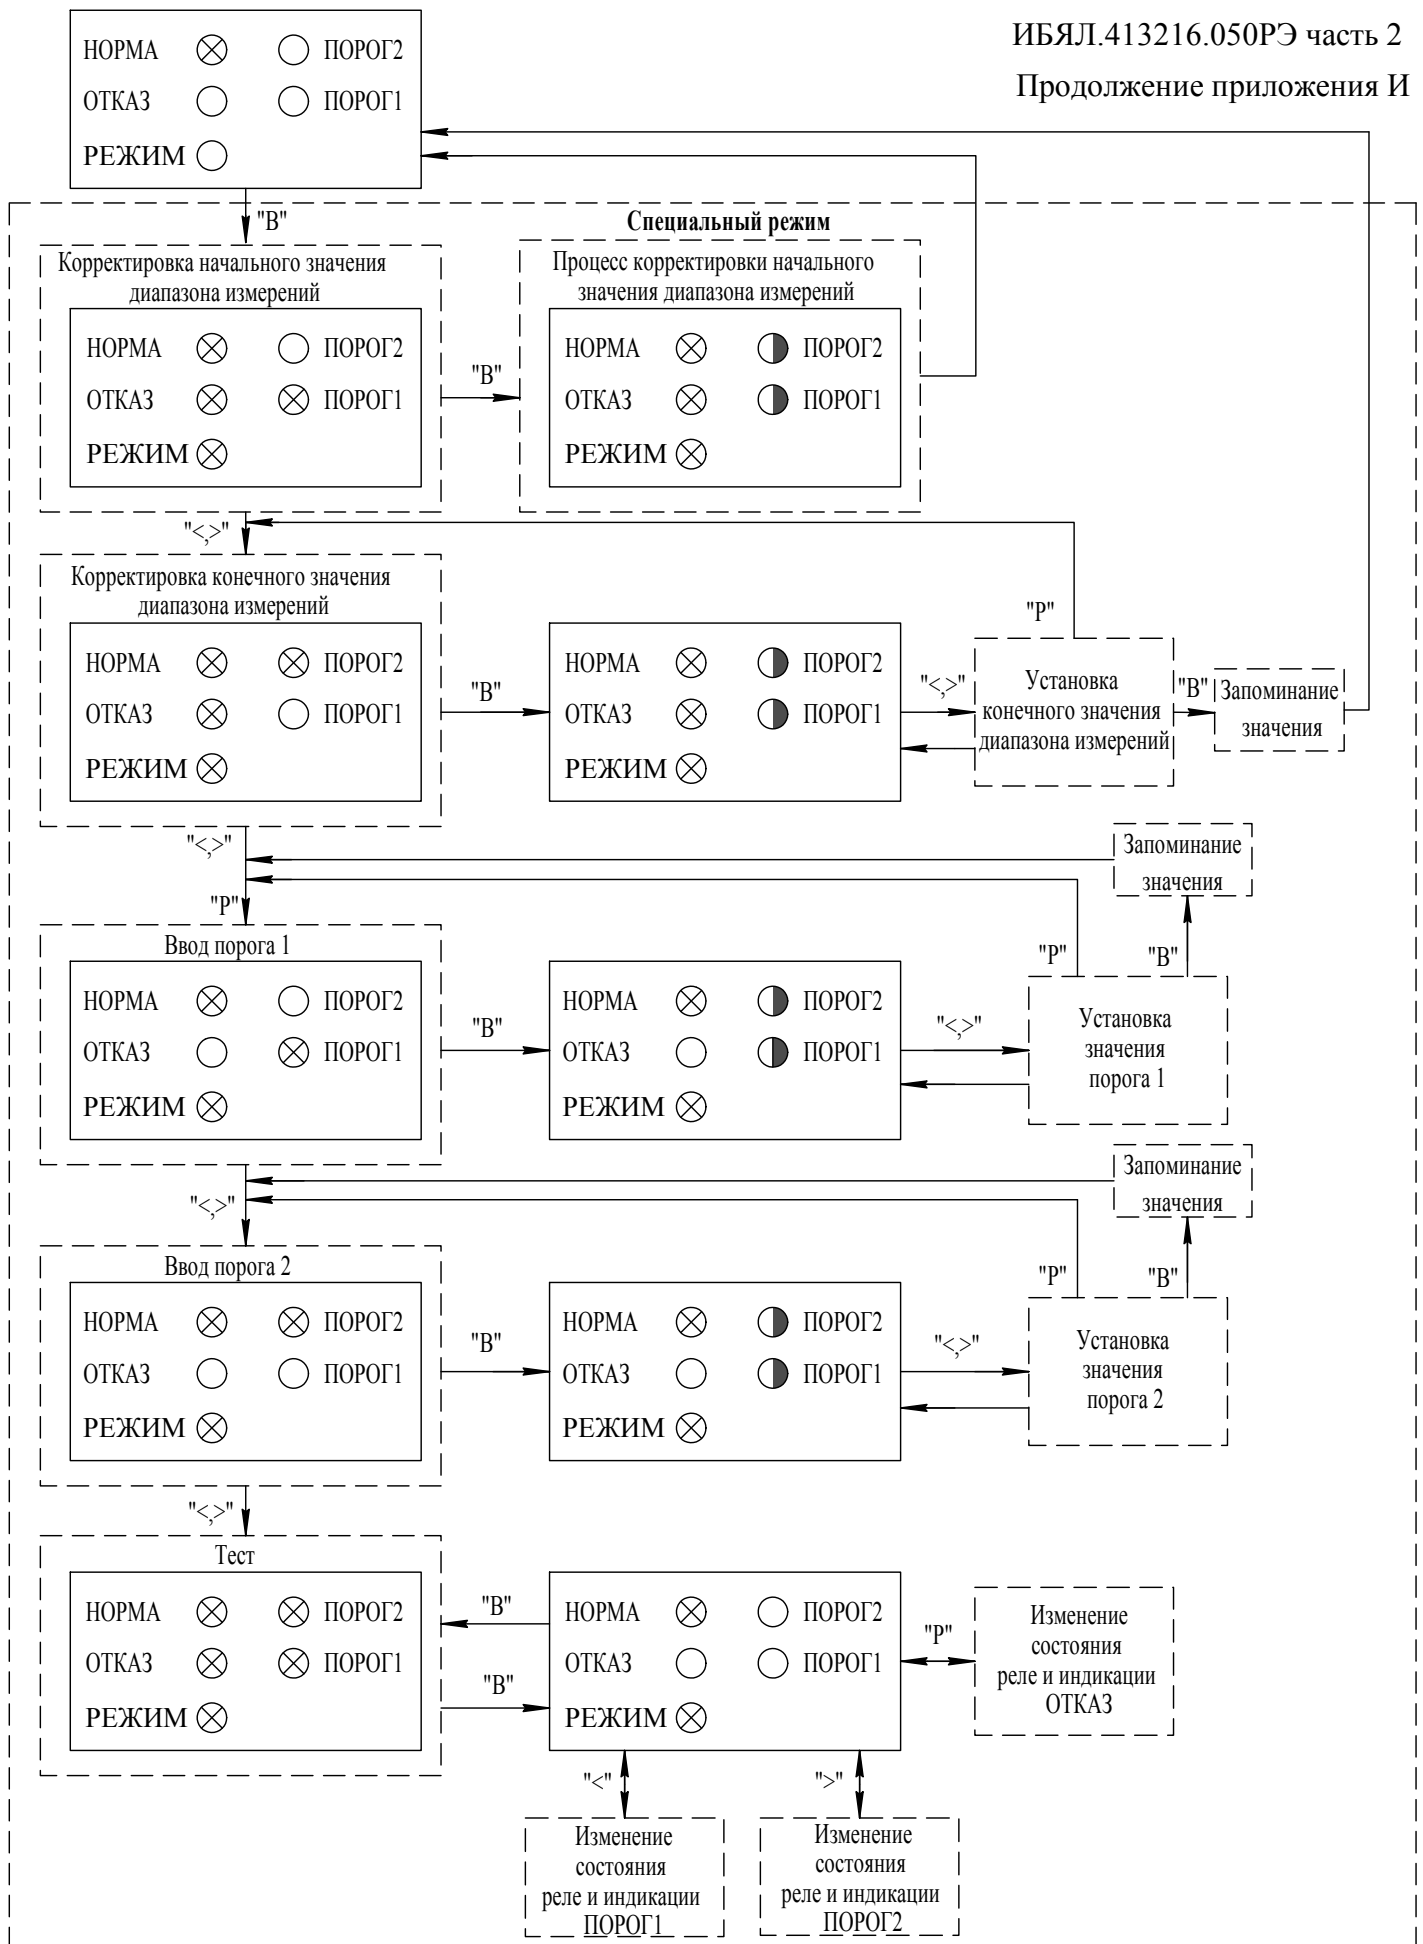 ИБЯЛ.413216.050РЭ часть 2
Продолжение приложения И
НОРМА ПОРОГ2
ОТКАЗ ПОРОГ1
РЕЖИМ
"В"
Специальный режим
Корректировка начального значения
диапазона измерений
НОРМА ПОРОГ2
ОТКАЗ ПОРОГ1
РЕЖИМ
"В"
Процесс корректировки начального
значения диапазона измерений
НОРМА ПОРОГ2
ОТКАЗ ПОРОГ1
РЕЖИМ
"<,>"
Корректировка конечного значения
диапазона измерений
НОРМА ПОРОГ2
ОТКАЗ ПОРОГ1
РЕЖИМ
"В"
НОРМА ПОРОГ2
ОТКАЗ ПОРОГ1
РЕЖИМ
"<,>"
"Р"
Установка
конечного значения
диапазона измерений
"В"
Запоминание
значения
"<,>"
"Р"
Ввод порога 1
НОРМА ПОРОГ2
ОТКАЗ ПОРОГ1
РЕЖИМ
"В"
НОРМА ПОРОГ2
ОТКАЗ ПОРОГ1
РЕЖИМ
"<,>"
Запоминание
значения
"Р"
"В"
Установка
значения
порога 1
"<,>"
Ввод порога 2
НОРМА ПОРОГ2
ОТКАЗ ПОРОГ1
РЕЖИМ
"В"
НОРМА ПОРОГ2
ОТКАЗ ПОРОГ1
РЕЖИМ
"<,>"
Запоминание
значения
"Р"
"В"
Установка
значения
порога 2
"<,>"
Тест
НОРМА ПОРОГ2
ОТКАЗ ПОРОГ1
РЕЖИМ
"В"
"В"
НОРМА ПОРОГ2
ОТКАЗ ПОРОГ1
РЕЖИМ
"Р"
Изменение
состояния
реле и индикации
ОТКАЗ
"<"
">"
Изменение
состояния
реле и индикации
ПОРОГ1
Изменение
состояния
реле и индикации
ПОРОГ2